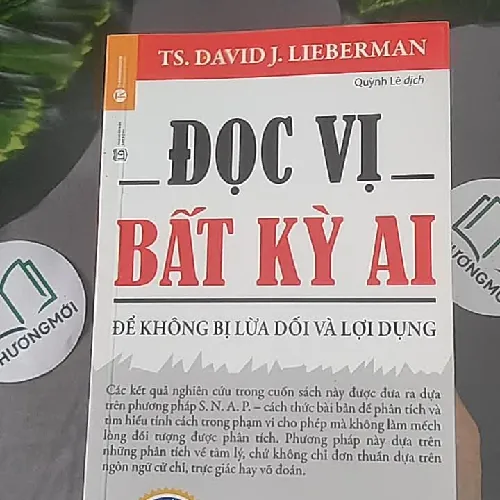 TS. DAVID J. LIEBERMAN
Quỳnh Lê dịch
ĐỌC VỊ
BẤT KỲ AI
ĐỂ KHÔNG BỊ LỪA DỐI VÀ LỢI DỤNG
Các kết quả nghiên cứu trong cuốn sách này được đưa ra dựa
trên phương pháp S. N. A. P. – cách thức bài bản để phân tích và
tìm hiểu tính cách trong phạm vi cho phép mà không làm mếch
lòng đối tượng được phân tích. Phương pháp này dựa trên
những phân tích về tâm lý, chứ không chỉ đơn thuần dựa trên
ngôn ngữ cử chỉ, trực giác hay võ đoán.
HƯƠNGMỚI
HƯƠNG